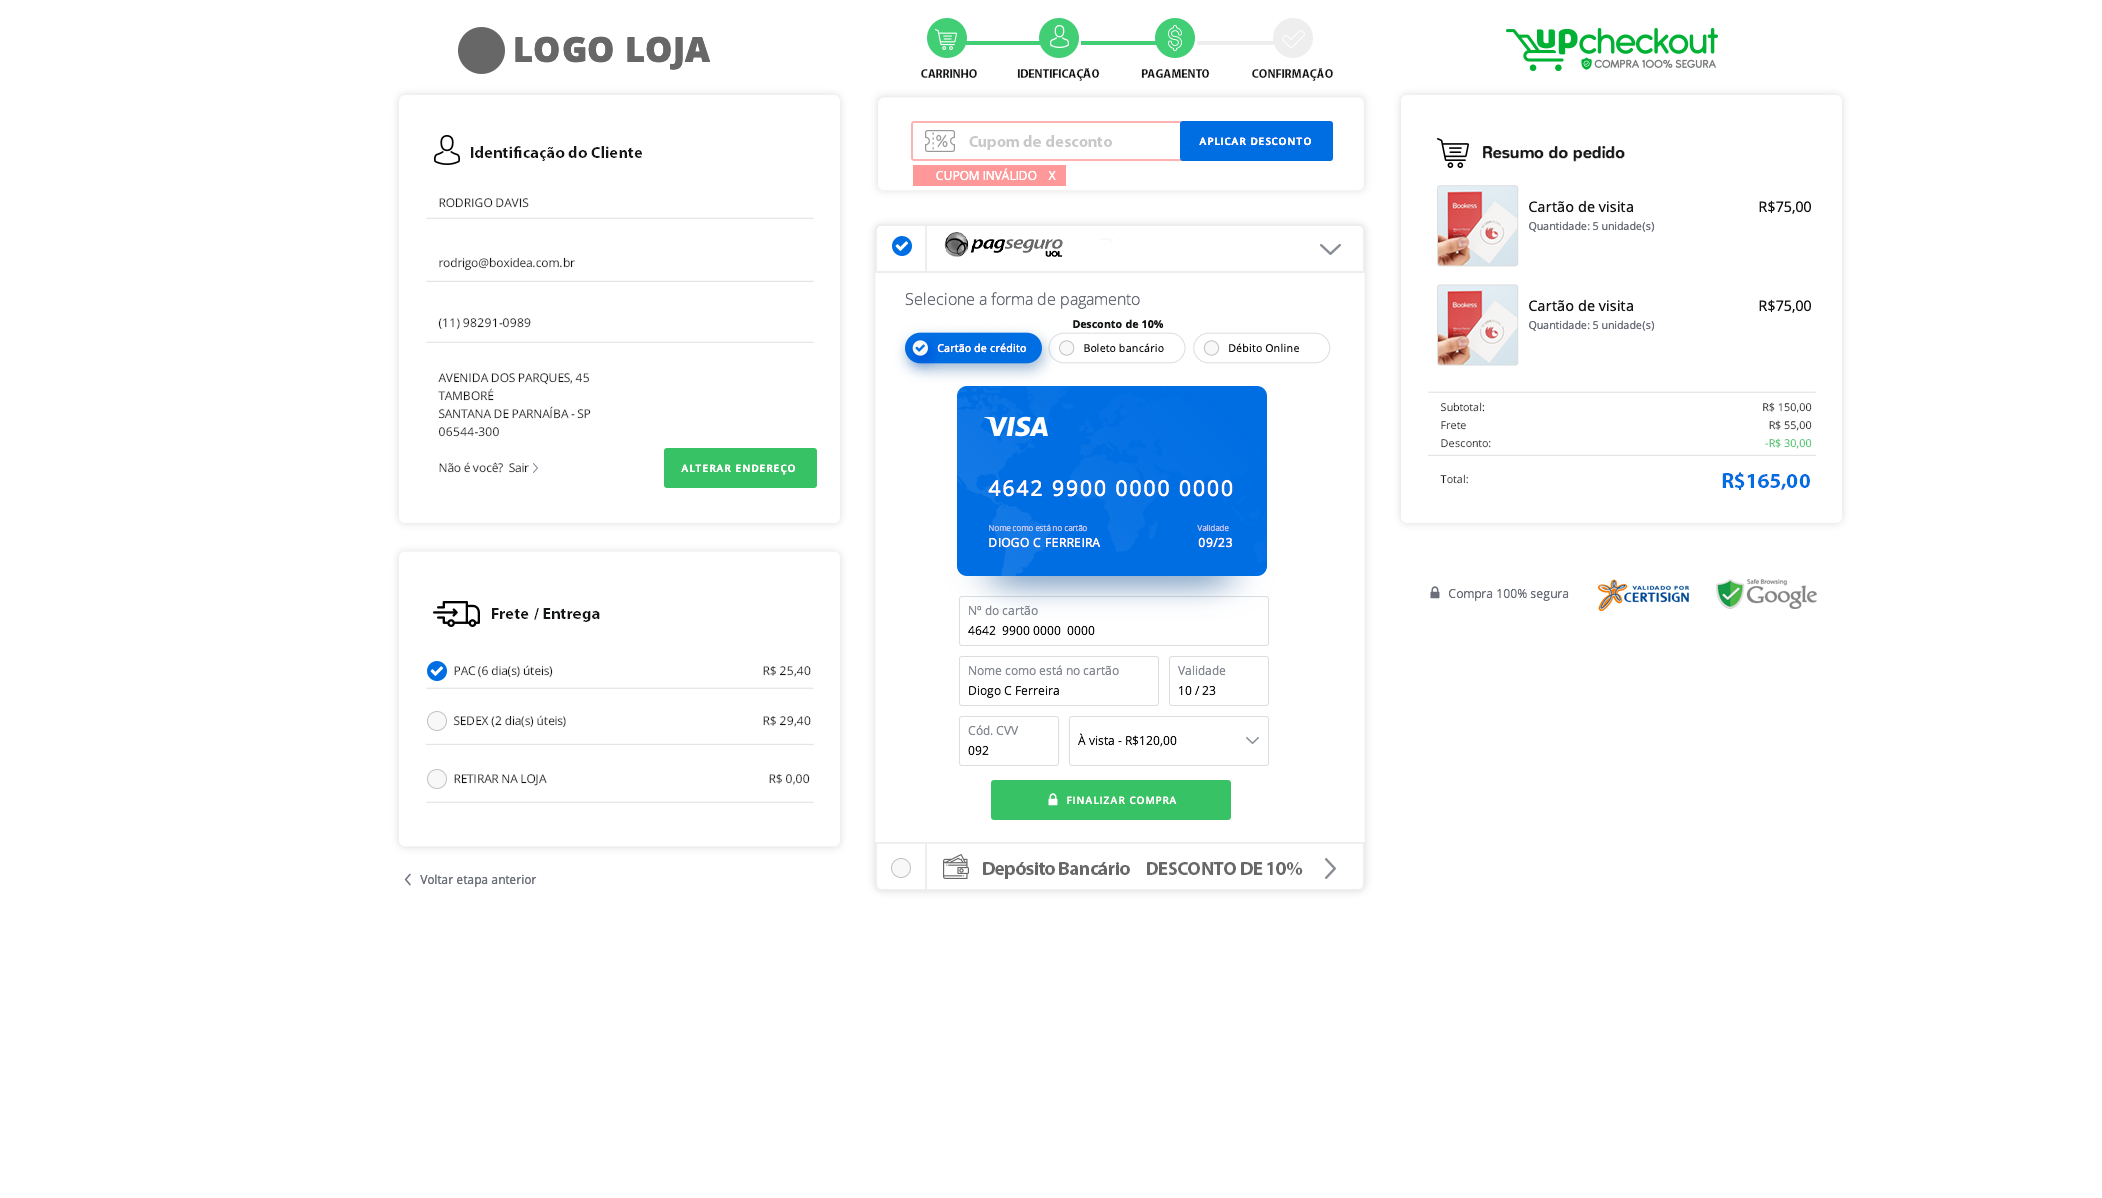 LOGO LOJA
CARRINHO
IDENTIFICAÇÃO
PAGAMENTO
CONFIRMAÇÃO
UPcheckout
COMPRA 100% SEGURA
Identificação do Cliente
RODRIGO DAVIS
rodrigo@boxidea.com.br
(11) 98291-0989
AVENIDA DOS PARQUES, 45
TAMBORÉ
SANTANA DE PARNAÍBA - SP
06544-300
Não é você? Sair >
ALTERAR ENDEREÇO
Frete / Entrega
PAC (6 dia(s) úteis) R$ 25,40
SEDEX (2 dia(s) úteis) R$ 29,40
RETIRAR NA LOJA R$ 0,00
Voltar etapa anterior
% Cupom de desconto
APLICAR DESCONTO
CUPOM INVÁLIDO X
pagseguro
UOL
Selecione a forma de pagamento
Desconto de 10%
Cartão de crédito
Boleto bancário
Débito Online
VISA
4642 9900 0000 0000
Nome como está no cartão Validade
DIOGO C FERREIRA 09/23
Nº do cartão
4642 9900 0000 0000
Nome como está no cartão
Diogo C Ferreira
Validade
10 / 23
Cód. CVV
092
À vista - R$120,00
FINALIZAR COMPRA
Depósito Bancário DESCONTO DE 10%
Resumo do pedido
Bookess
Cartão de visita R$75,00
Quantidade: 5 unidade(s)
Bookess
Cartão de visita R$75,00
Quantidade: 5 unidade(s)
Subtotal: R$ 150,00
Frete R$ 55,00
Desconto: -R$ 30,00
Total: R$165,00
Compra 100% segura
VALIDADO POR
CERTISIGN
Safe Browsing
Google